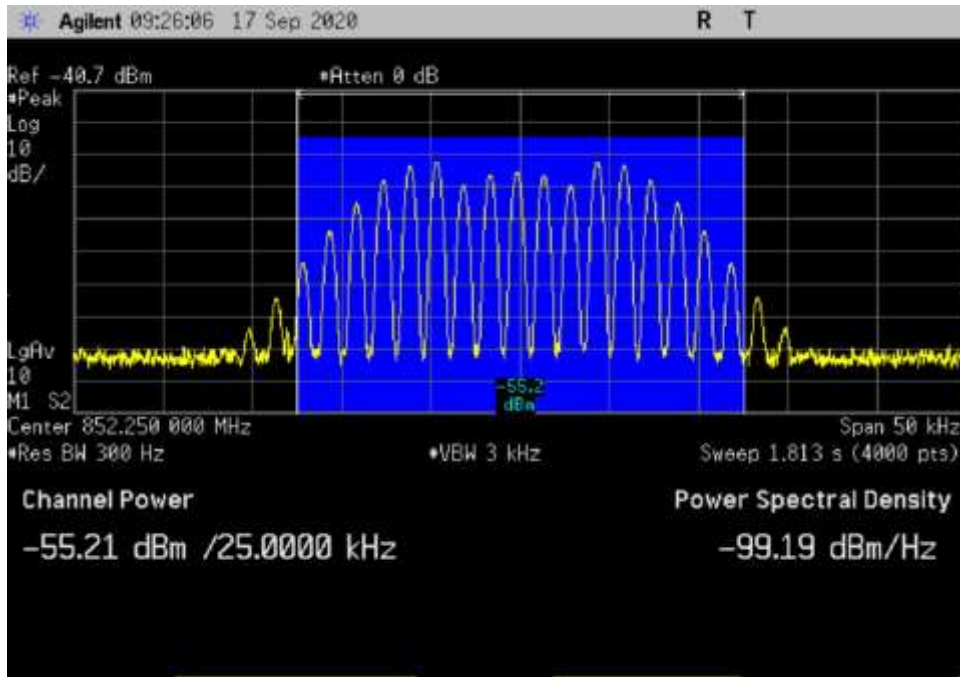 Agilent 09:26:06 17 Sep 2020 R T
Ref -40.7 dBm #Atten 0 dB
#Peak
Log
10
dB/
LgAv
10
M1 S2
-55.2
dBm
Center 852.250 000 MHz Span 50 kHz
#Res BW 300 Hz #VBW 3 kHz Sweep 1.813 s (4000 pts)
Channel Power Power Spectral Density
-55.21 dBm /25.0000 kHz -99.19 dBm/Hz